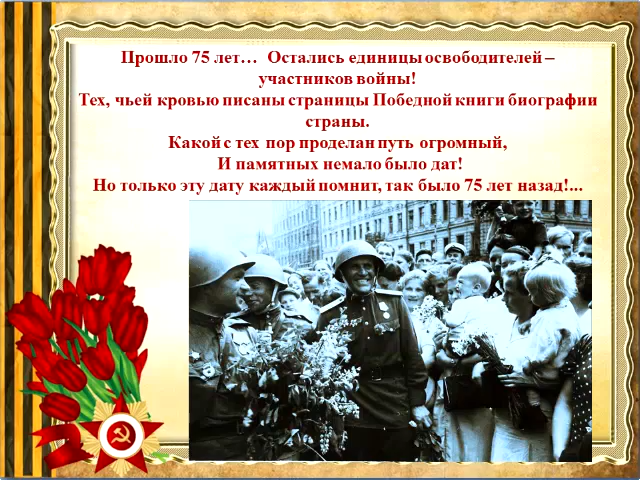 Прошло 75 лет… Остались единицы освободителей –
участников войны!
Тех, чьей кровью писаны страницы Победной книги биографии
страны.
Какой с тех пор проделан путь огромный,
И памятных немало было дат!
Но только эту дату каждый помнит, так было 75 лет назад!...